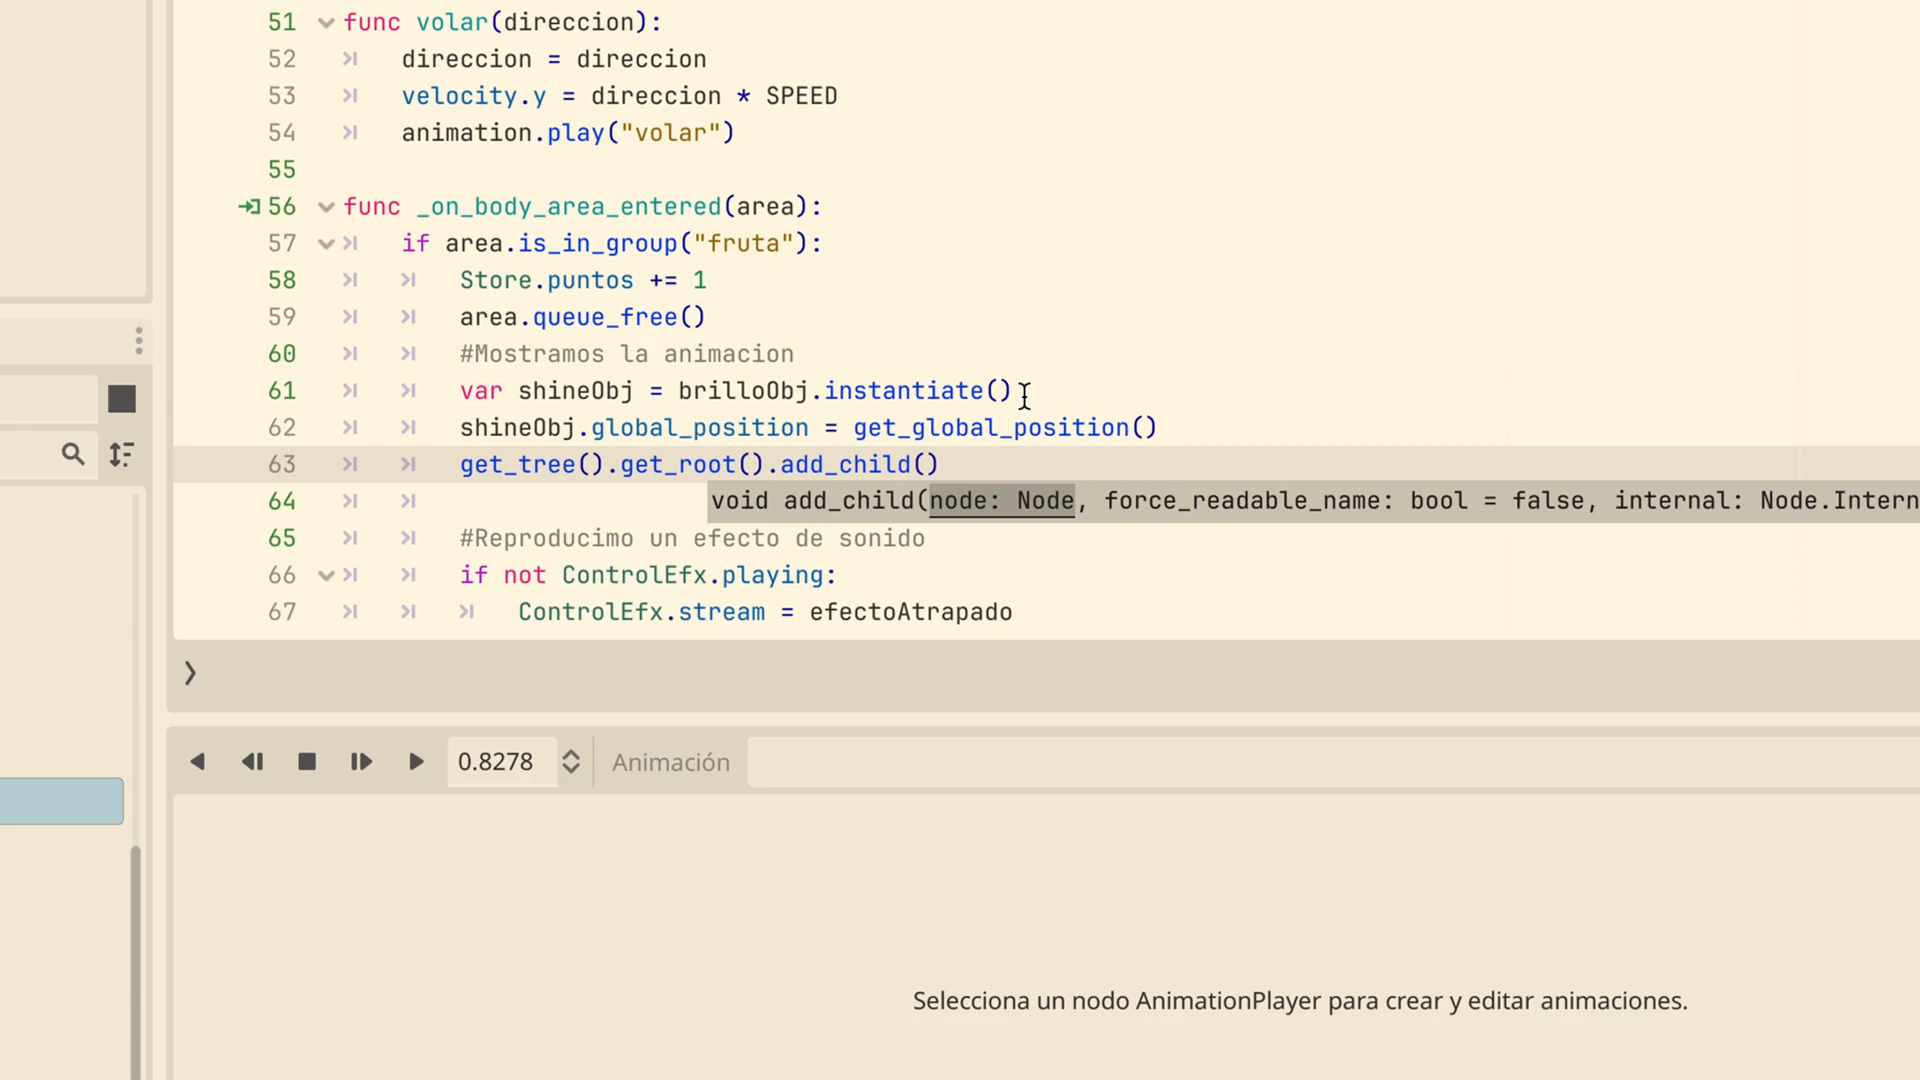 51 func volar(direccion):
52 direccion = direccion
53 velocity.y = direccion * SPEED
54 animation.play("volar")
55
56 func _on_body_area_entered(area):
57 if area.is_in_group("fruta"):
58 Store.puntos += 1
59 area.queue_free()
60 #Mostramos la animacion
61 var shineObj = brilloObj.instantiate()
62 shineObj.global_position = get_global_position()
63 get_tree().get_root().add_child()
64 void add_child(node: Node, force_readable_name: bool = false, internal: Node.Intern
65 #Reproducimo un efecto de sonido
66 if not ControlEfx.playing:
67 ControlEfx.stream = efectoAtrapado
0.8278 Animación
Selecciona un nodo AnimationPlayer para crear y editar animaciones.